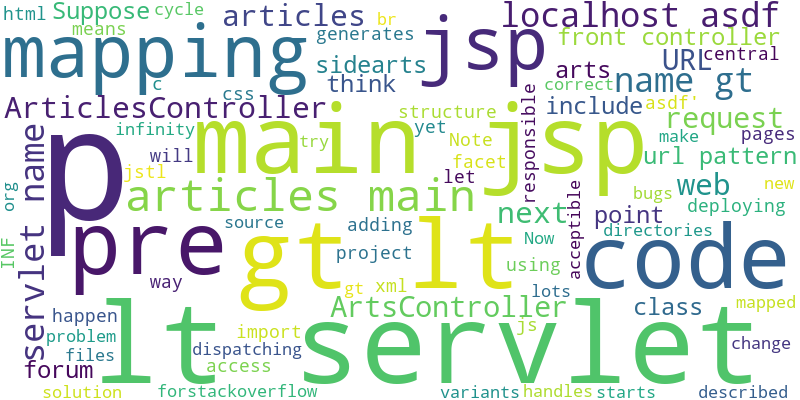 html Suppose cycle articles br localhost asdf
means generates front controller
mapping jsp sidearts URL central
c think arts name gt
css correct
ArticlesController include asdf'
infinity structure request
main jsp yet Note responsible make pages
try
will facet url pattern
org jstl let web bugs new
p articles main next point deploying
servlet name source adding Now acceptible directories
INF pre gt lt project using code
way gt xml lots
ArtsController class mapped
happen import js
problem lt servlet dispatching change
files access
forum
solution forstackoverflow variants handles starts described